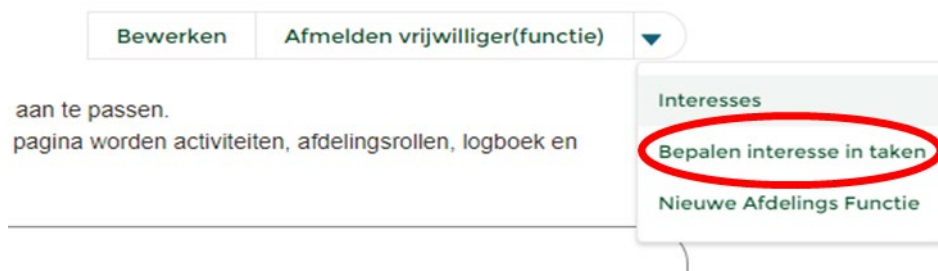 Bewerken
Afmelden vrijwilliger(functie)
aan te passen.
pagina worden activiteiten, afdelingsrollen, logboek en
Interesses
Bepalen interesse in taken
Nieuwe Afdelings Functie